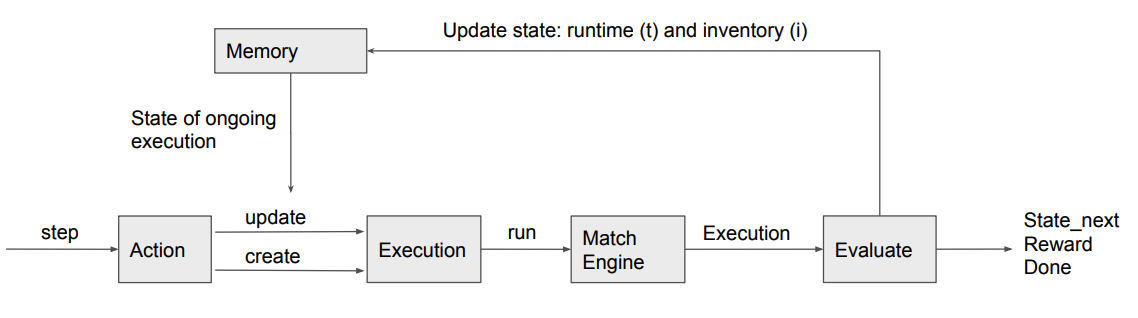 Update state: runtime (t) and inventory (i)
Memory
State of ongoing
execution
step
Action
update
create
Execution
run
Match
Engine
Execution
Evaluate
State_next
Reward
Done